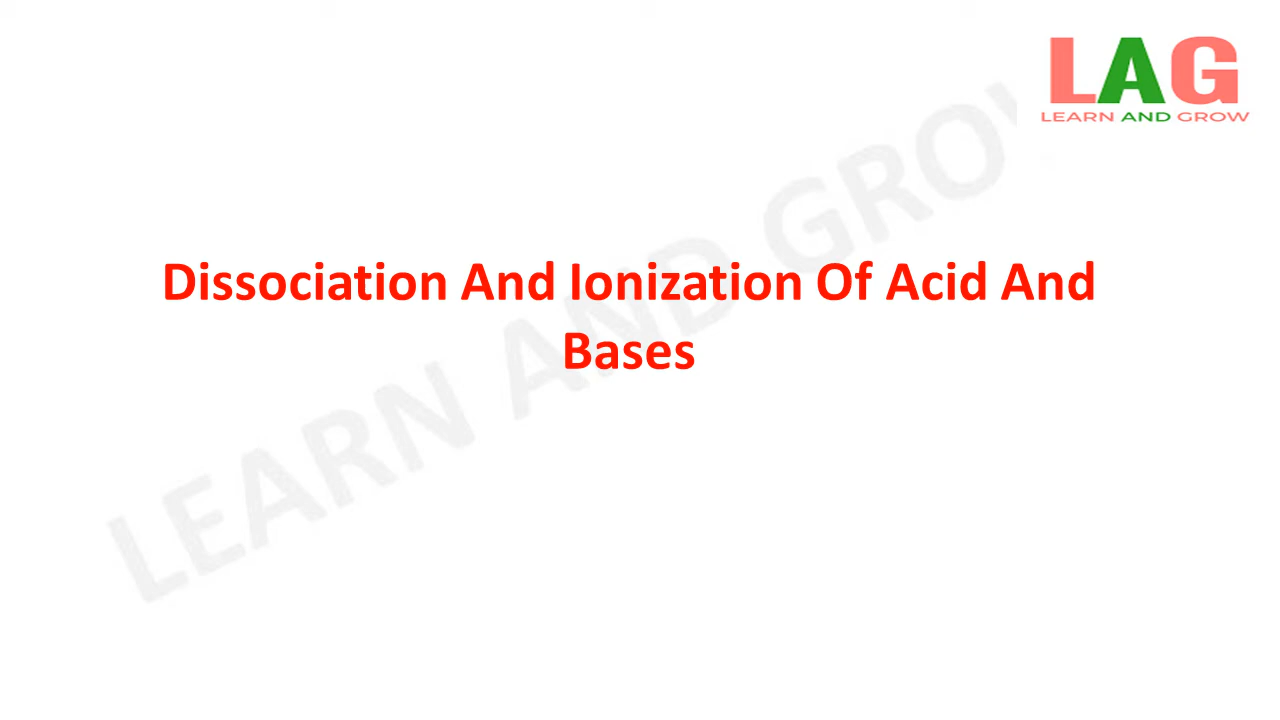 LAG
LEARN AND GROW
Dissociation And Ionization Of Acid And
Bases
LEARN AND GROW